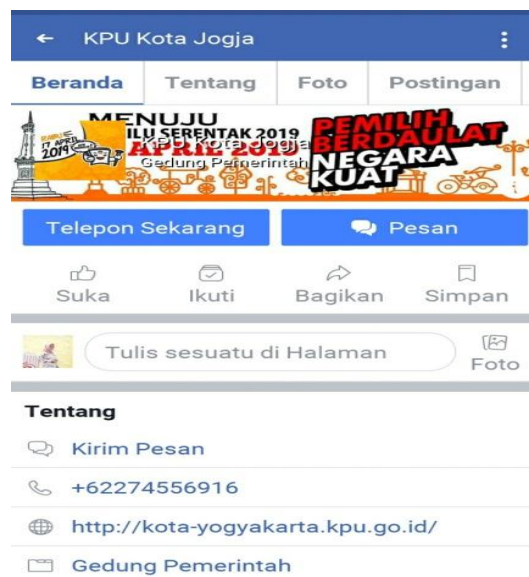 KPU Kota Jogja
Beranda Tentang Foto Postingan
MENUJU
ILU SERENTAK 2019
APRIL 2019
RABU
17 APRIL
2019
KPU Kota Jogja
Gedung Pemerintah
PEMILIH
BERDAULAT
NEGARA
KUAT
Telepon Sekarang Pesan
Suka Ikuti Bagikan Simpan
Tulis sesuatu di Halaman Foto
Tentang
Kirim Pesan
+62274556916
http://kota-yogyakarta.kpu.go.id/
Gedung Pemerintah